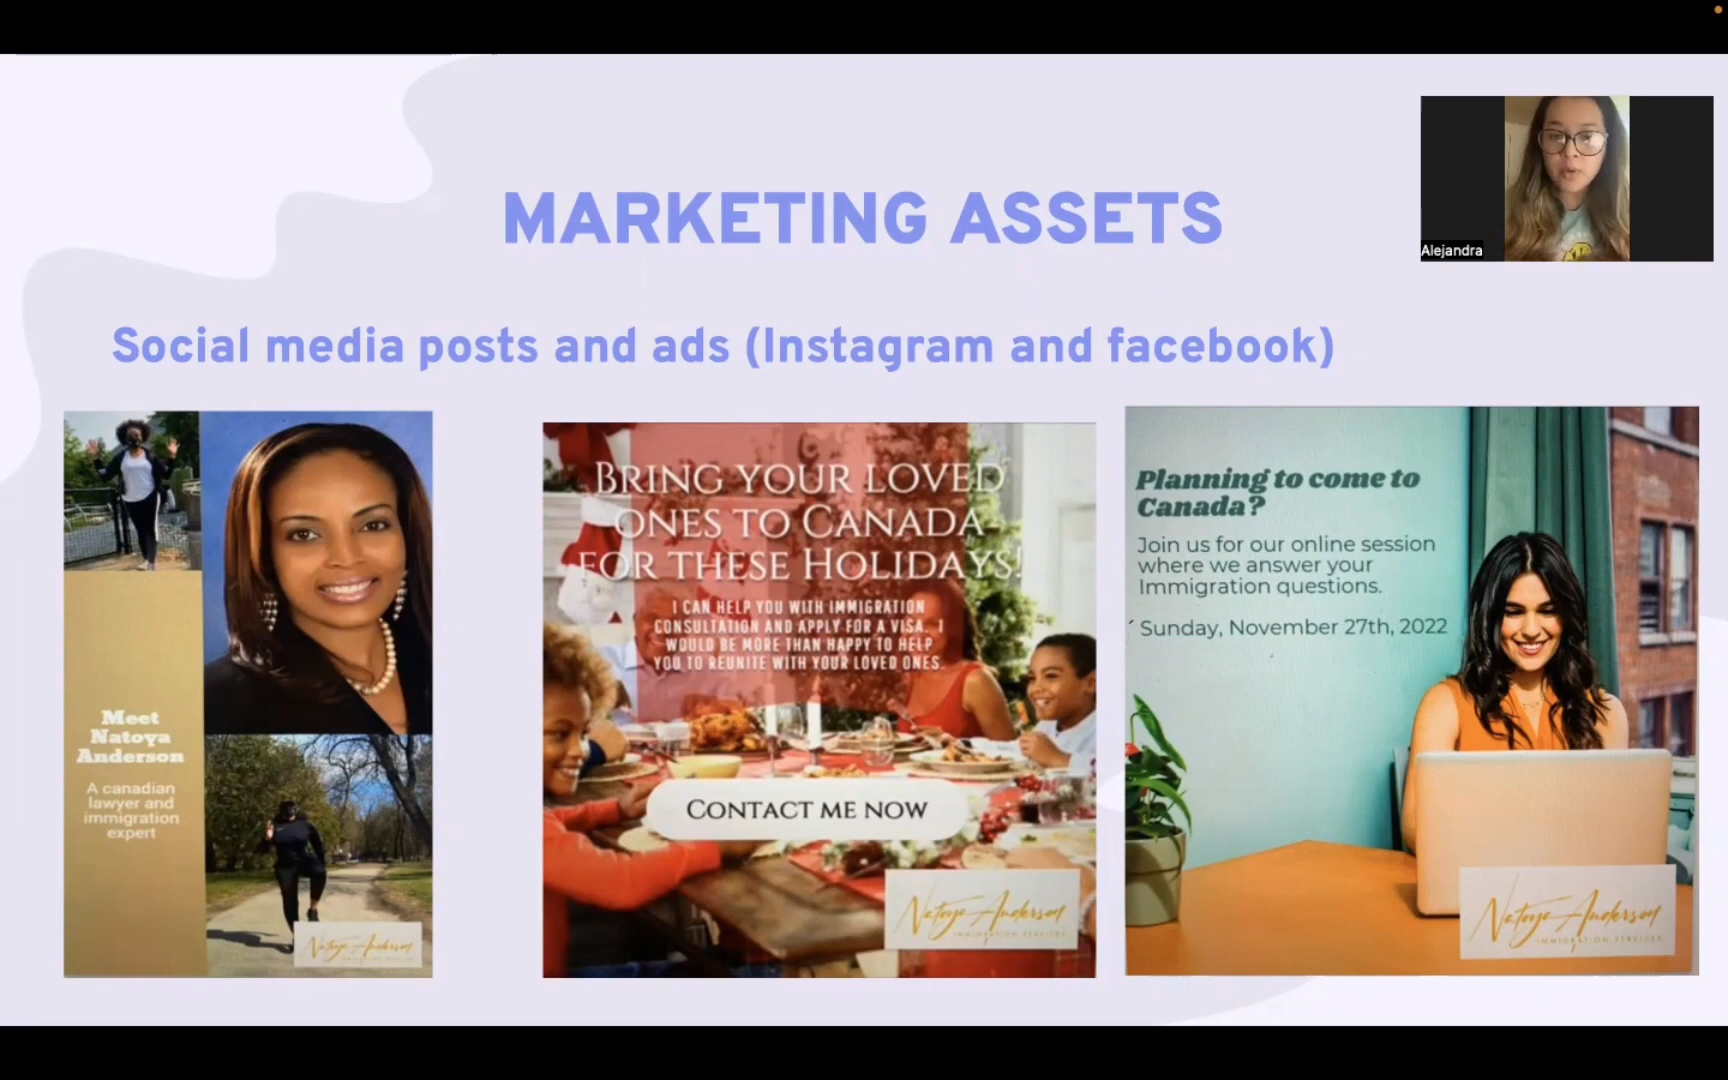 MARKETING ASSETS
Alejandra
Social media posts and ads (Instagram and facebook)
Meet
Natoya
Anderson
A canadian
lawyer and
immigration
expert
Natoya Anderson
BRING YOUR LOVED
ONES TO CANADA
FOR THESE HOLIDAYS!
I CAN HELP YOU WITH IMMIGRATION
CONSULTATION AND APPLY FOR A VISA. I
WOULD BE MORE THAN HAPPY TO HELP
YOU TO REUNITE WITH YOUR LOVED ONES.
CONTACT ME NOW
Natoya Anderson
IMMIGRATION SERVICES
Planning to come to
Canada?
Join us for our online session
where we answer your
Immigration questions.
Sunday, November 27th, 2022
Natoya Anderson
IMMIGRATION SERVICES